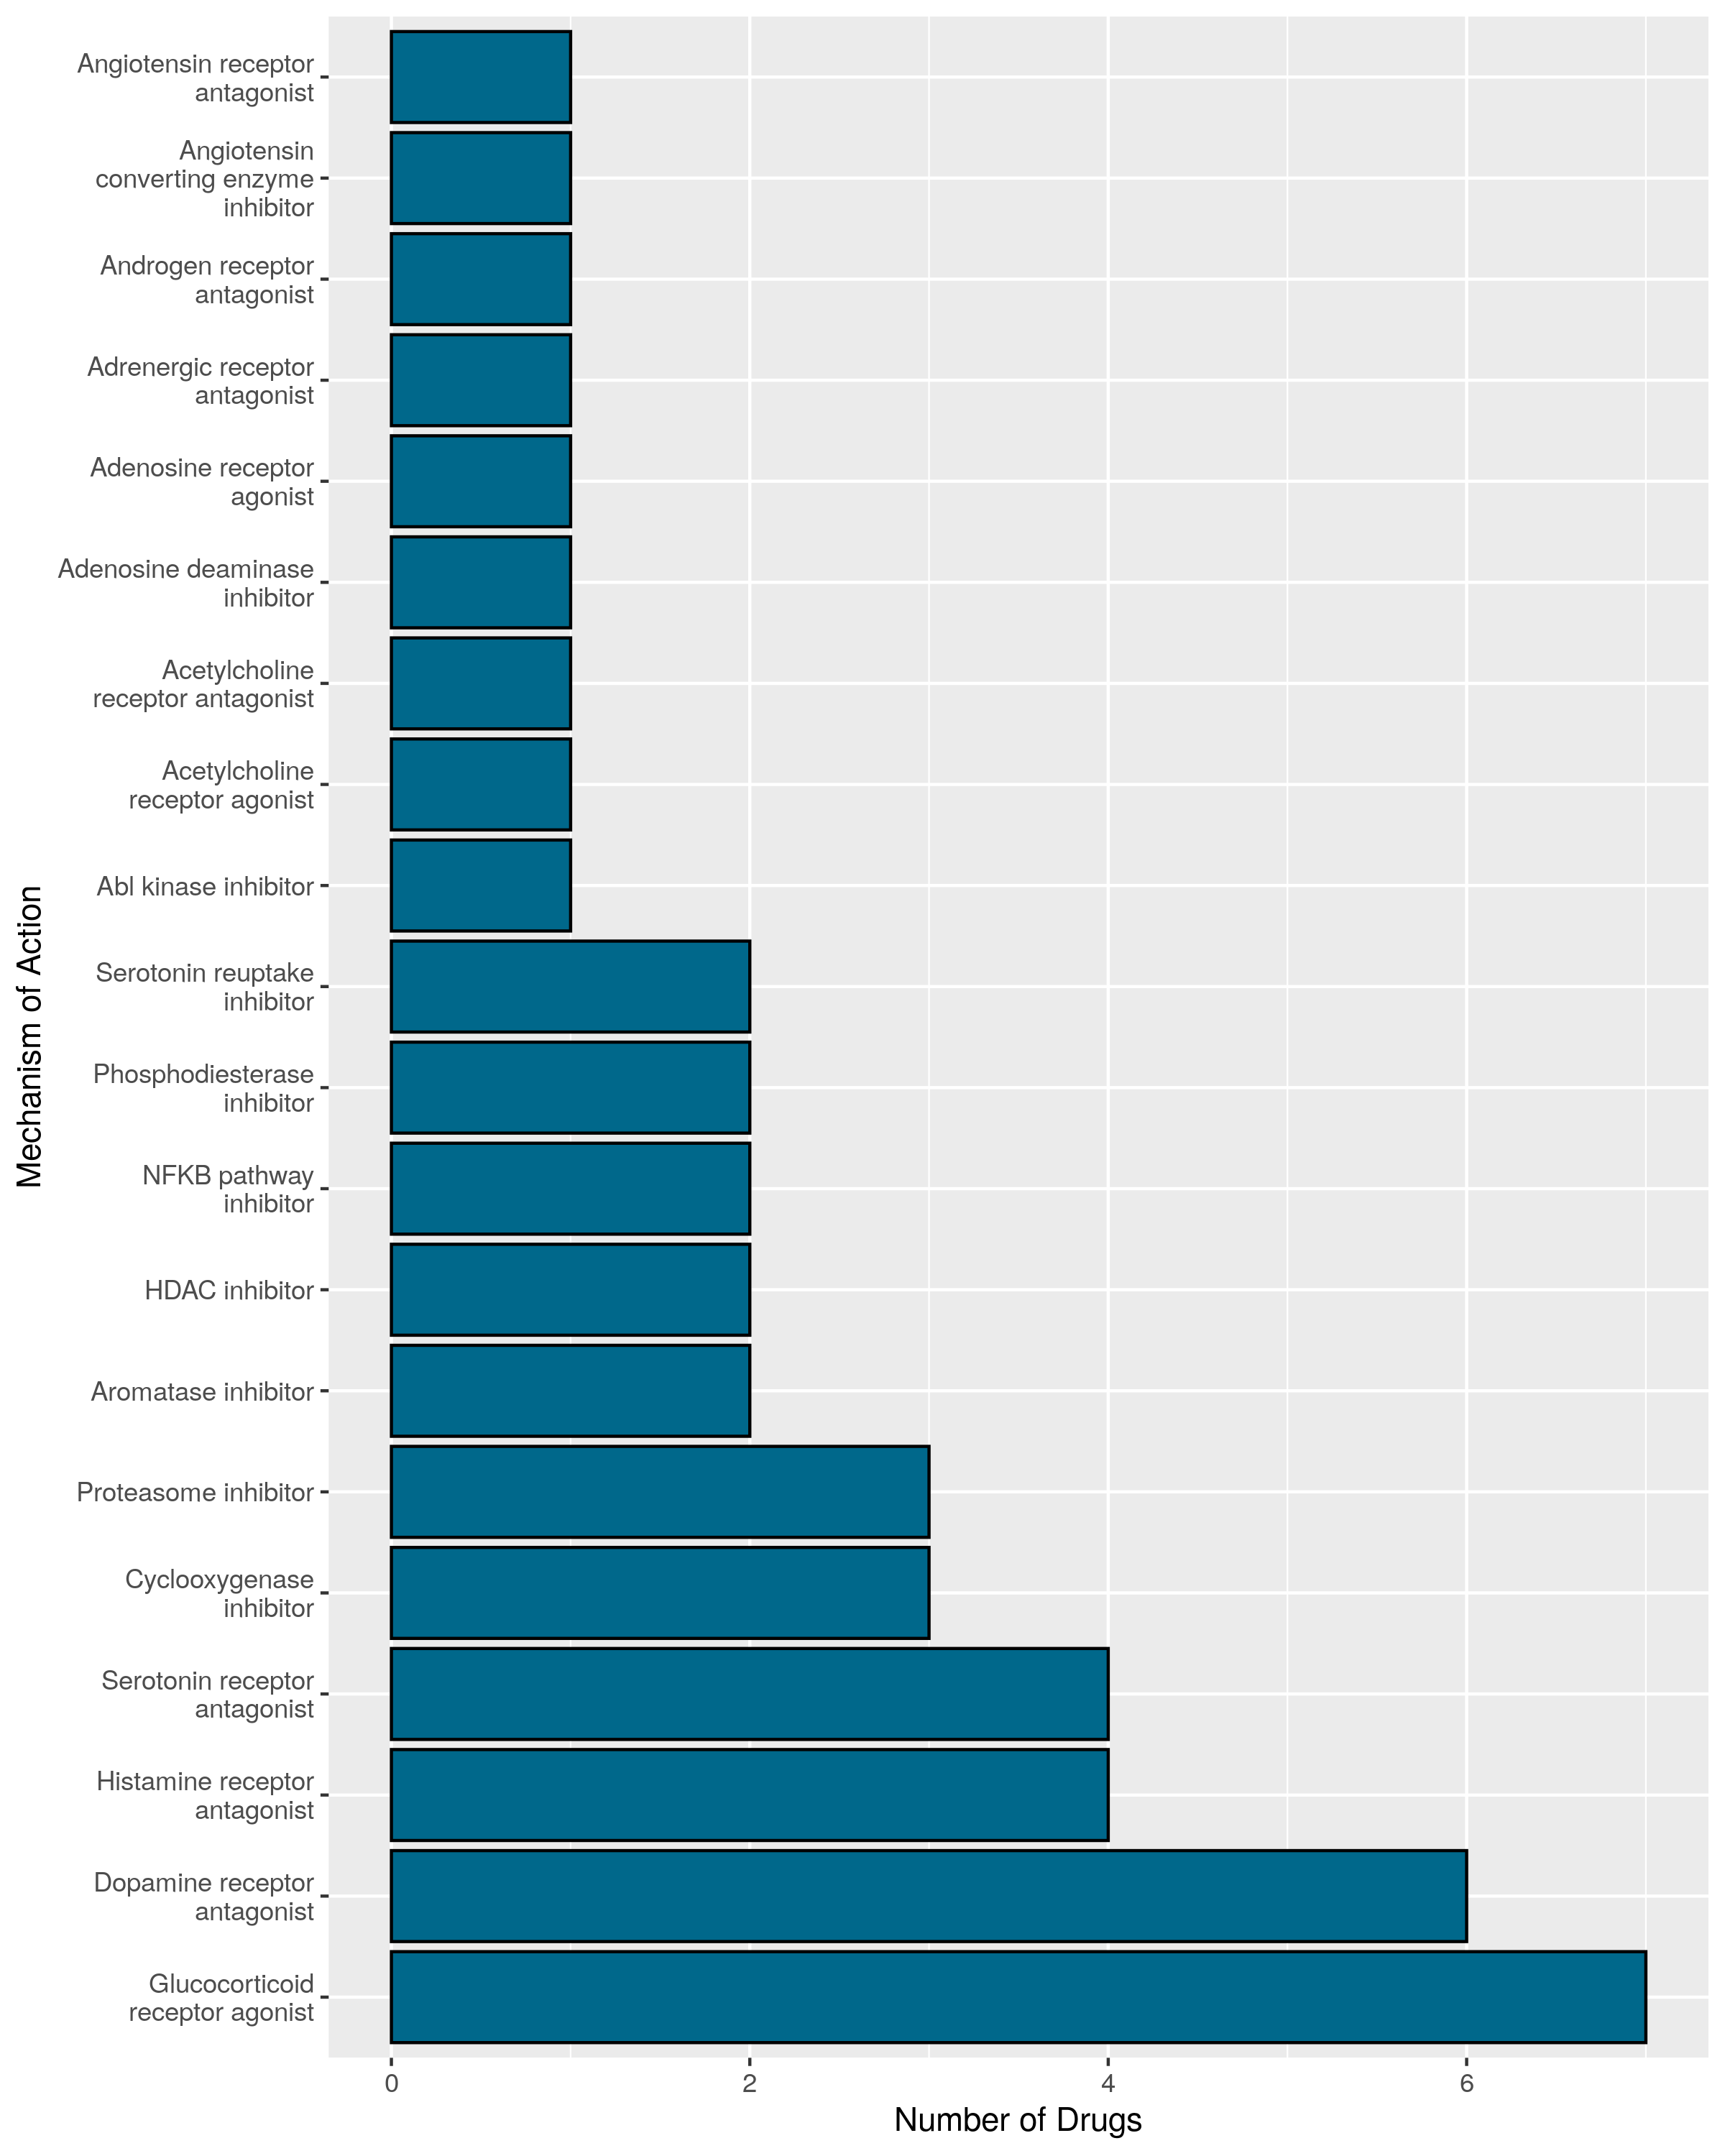 Angiotensin receptor
antagonist
Angiotensin
converting enzyme
inhibitor
Androgen receptor
antagonist
Adrenergic receptor
antagonist
Adenosine receptor
agonist
Adenosine deaminase
inhibitor
Acetylcholine
receptor antagonist
Acetylcholine
receptor agonist
Abl kinase inhibitor
Serotonin reuptake
inhibitor
Phosphodiesterase
inhibitor
NFKB pathway
inhibitor
HDAC inhibitor
Aromatase inhibitor
Proteasome inhibitor
Cyclooxygenase
inhibitor
Serotonin receptor
antagonist
Histamine receptor
antagonist
Dopamine receptor
antagonist
Glucocorticoid
receptor agonist
Mechanism of Action
0 2 4 6
Number of Drugs